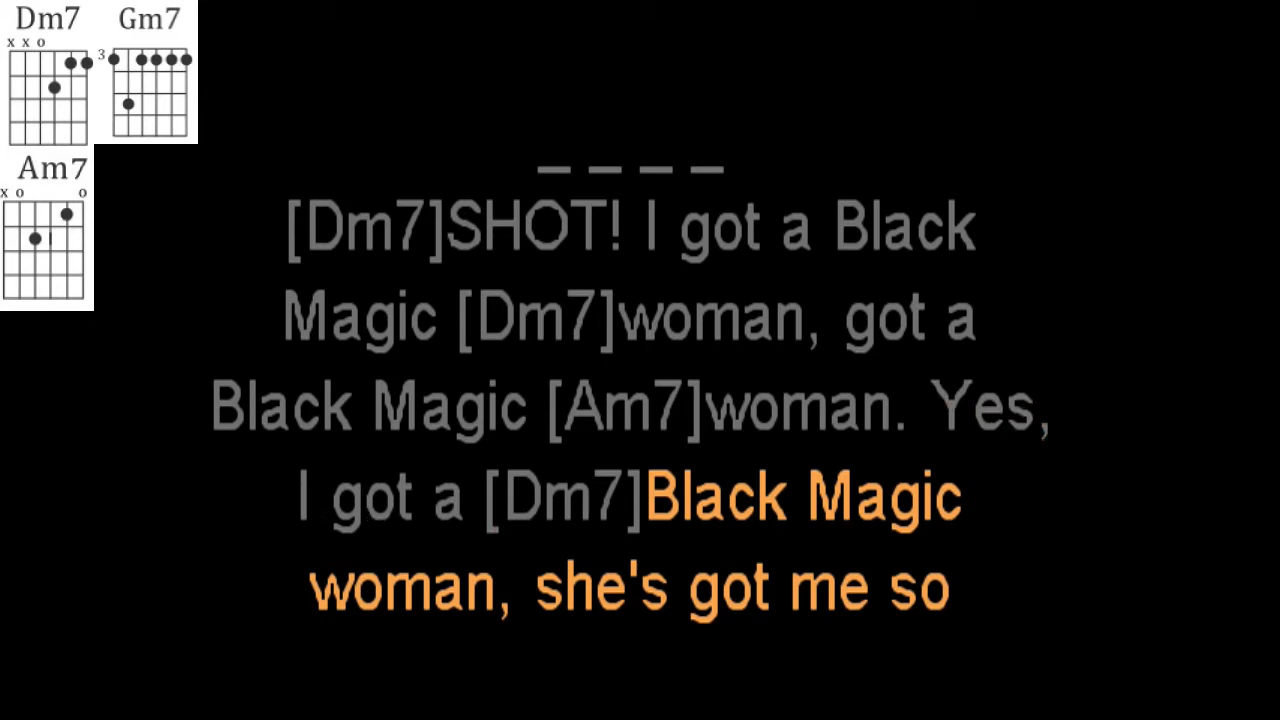 Dm7 Gm7
x x o
3
Am7
x o o
_ _ _ _
[Dm7]SHOT! I got a Black
Magic [Dm7]woman, got a
Black Magic [Am7]woman. Yes,
I got a [Dm7]Black Magic
woman, she's got me so